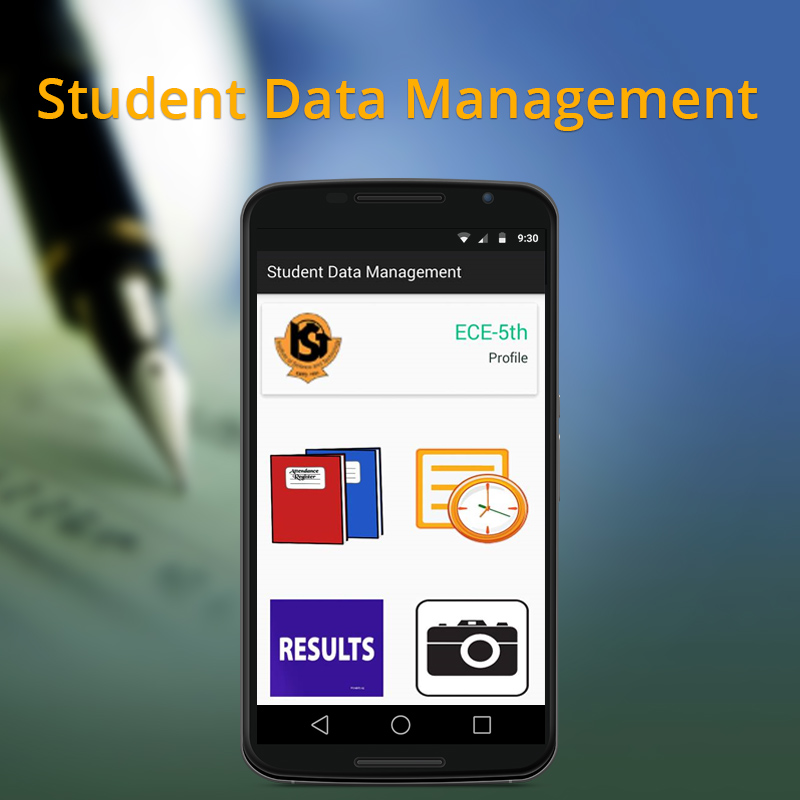 Student Data Management
9:30
Student Data Management
ECE-5th
Profile
Attendance
Register
RESULTS